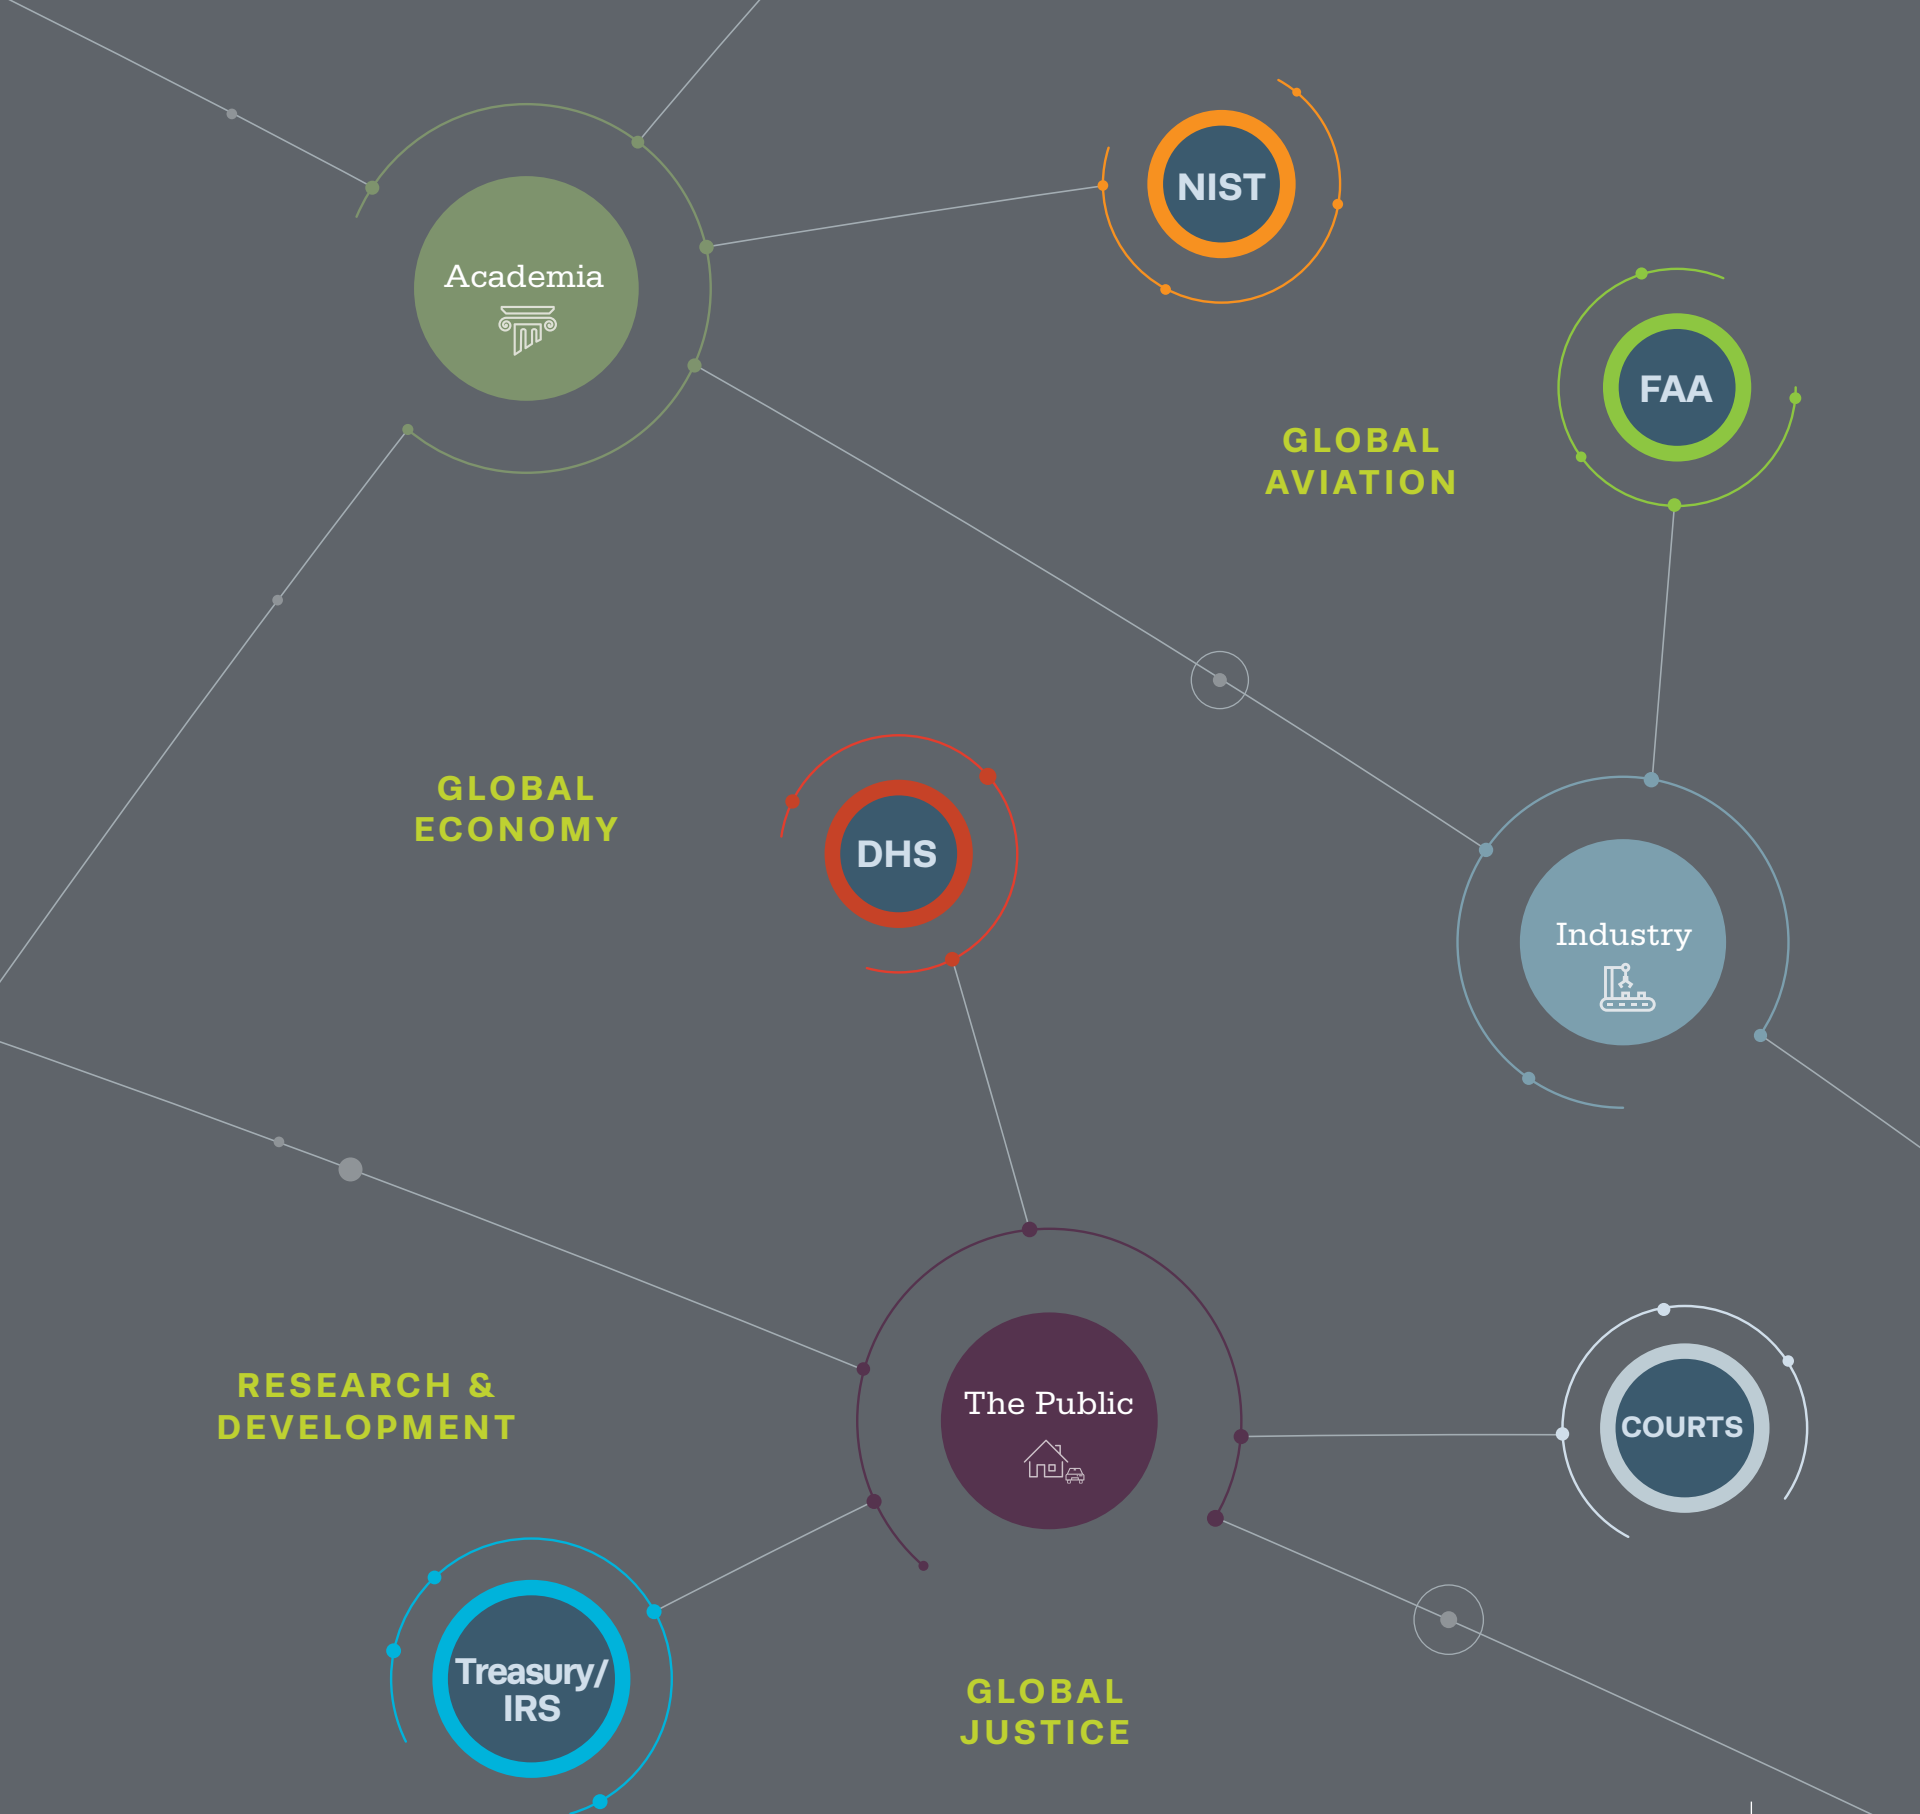 NIST
Academia
FAA
GLOBAL
AVIATION
GLOBAL
ECONOMY
DHS
Industry
The Public
COURTS
RESEARCH &
DEVELOPMENT
Treasury/
IRS
GLOBAL
JUSTICE